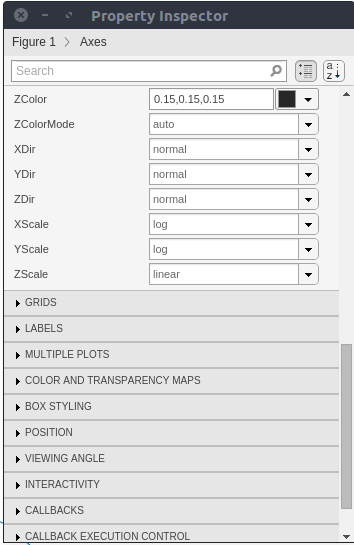 Property Inspector
Figure 1 Axes
Search
ZColor 0.15,0.15,0.15
ZColorMode auto
XDir normal
YDir normal
ZDir normal
XScale log
YScale log
ZScale linear
GRIDS
LABELS
MULTIPLE PLOTS
COLOR AND TRANSPARENCY MAPS
BOX STYLING
POSITION
VIEWING ANGLE
INTERACTIVITY
CALLBACKS
CALLBACK EXECUTION CONTROL